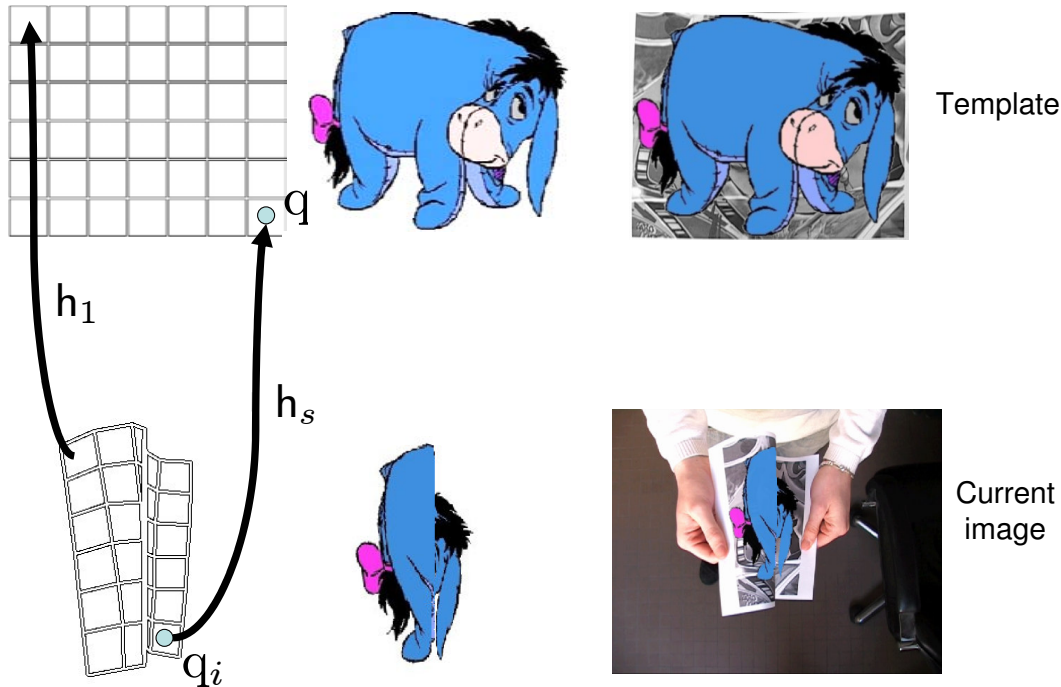 Template
q
h₁
hₛ
Current
image
qᵢ